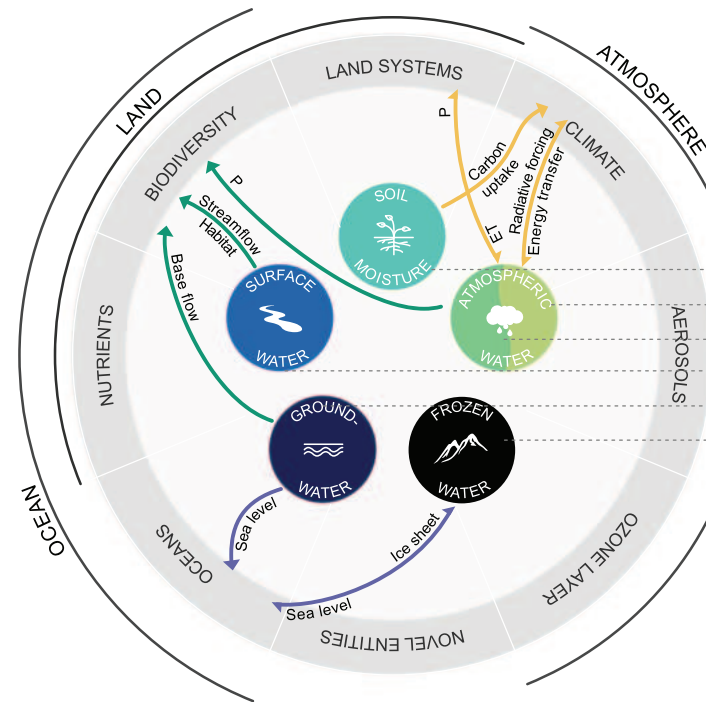 LAND
ATMOSPHERE
OCEAN
LAND SYSTEMS
CLIMATE
BIODIVERSITY
NUTRIENTS
AEROSOLS
OCEANS
OZONE LAYER
NOVEL ENTITIES
P
Carbon
uptake
Radiative forcing
Energy transfer
ET
P
Streamflow
Habitat
Base flow
SOIL
MOISTURE
SURFACE
WATER
ATMOSPHERIC
WATER
GROUND-
WATER
FROZEN
WATER
Sea level
Ice sheet
Sea level